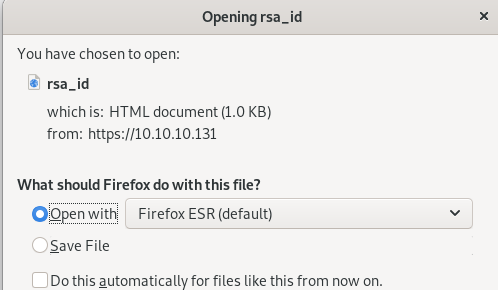 Opening rsa_id
You have chosen to open:
rsa_id
which is: HTML document (1.0 KB)
from: https://10.10.10.131
What should Firefox do with this file?
Open with Firefox ESR (default)
Save File
Do this automatically for files like this from now on.